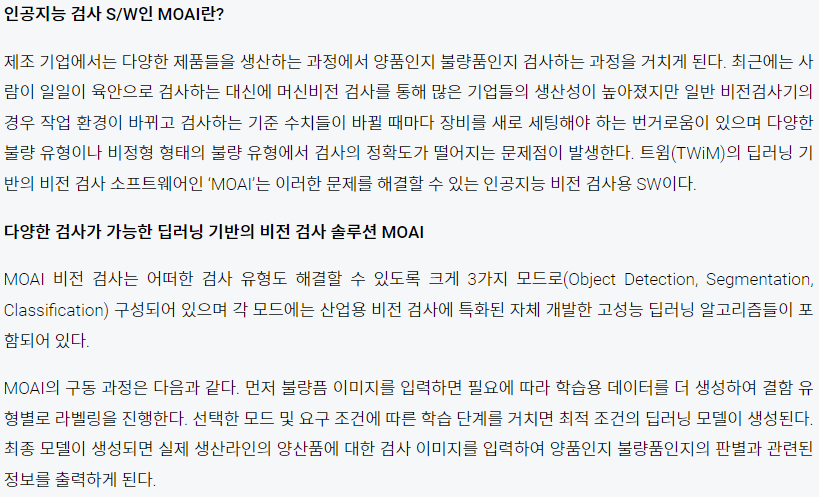 인공지능 검사 S/W인 MOAI란?
제조 기업에서는 다양한 제품들을 생산하는 과정에서 양품인지 불량품인지 검사하는 과정을 거치게 된다. 최근에는 사
람이 일일이 육안으로 검사하는 대신에 머신비전 검사를 통해 많은 기업들의 생산성이 높아졌지만 일반 비전검사기의
경우 작업 환경이 바뀌고 검사하는 기준 수치들이 바뀔 때마다 장비를 새로 세팅해야 하는 번거로움이 있으며 다양한
불량 유형이나 비정형 형태의 불량 유형에서 검사의 정확도가 떨어지는 문제점이 발생한다. 트윔(TWiM)의 딥러닝 기
반의 비전 검사 소프트웨어인 ‘MOAI’는 이러한 문제를 해결할 수 있는 인공지능 비전 검사용 SW이다.
다양한 검사가 가능한 딥러닝 기반의 비전 검사 솔루션 MOAI
MOAI 비전 검사는 어떠한 검사 유형도 해결할 수 있도록 크게 3가지 모드로(Object Detection, Segmentation,
Classification) 구성되어 있으며 각 모드에는 산업용 비전 검사에 특화된 자체 개발한 고성능 딥러닝 알고리즘들이 포
함되어 있다.
MOAI의 구동 과정은 다음과 같다. 먼저 불량픔 이미지를 입력하면 필요에 따라 학습용 데이터를 더 생성하여 결함 유
형별로 라벨링을 진행한다. 선택한 모드 및 요구 조건에 따른 학습 단계를 거치면 최적 조건의 딥러닝 모델이 생성된다.
최종 모델이 생성되면 실제 생산라인의 양산품에 대한 검사 이미지를 입력하여 양품인지 불량품인지의 판별과 관련된
정보를 출력하게 된다.